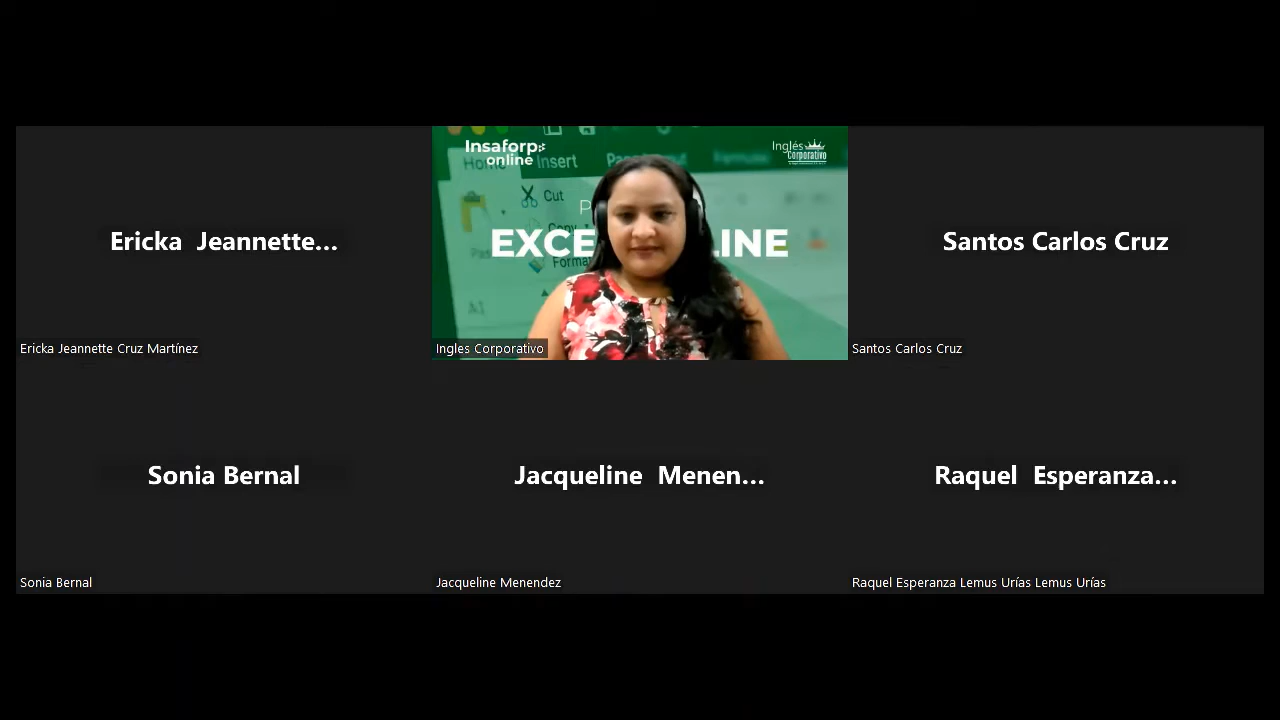 Ericka Jeannette...
Ericka Jeannette Cruz Martínez
Insaforp
online
Inglés
Corporativo
Home
Insert
Cut
Copy
Format
EXCE LINE
Ingles Corporativo
Santos Carlos Cruz
Santos Carlos Cruz
Sonia Bernal
Sonia Bernal
Jacqueline Menen...
Jacqueline Menendez
Raquel Esperanza...
Raquel Esperanza Lemus Urías Lemus Urías